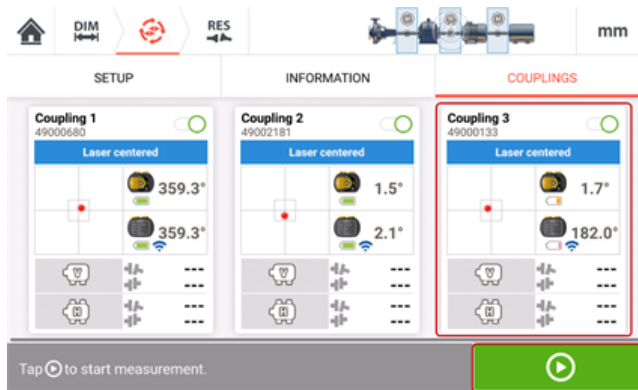 DIM
RES
mm
SETUP
INFORMATION
COUPLINGS
Coupling 1
49000680
Laser centered
359.3°
359.3°
V
---
---
H
---
---
Coupling 2
49002181
Laser centered
1.5°
2.1°
V
---
---
H
---
---
Coupling 3
49000133
Laser centered
1.7°
182.0°
V
---
---
H
---
---
Tap to start measurement.